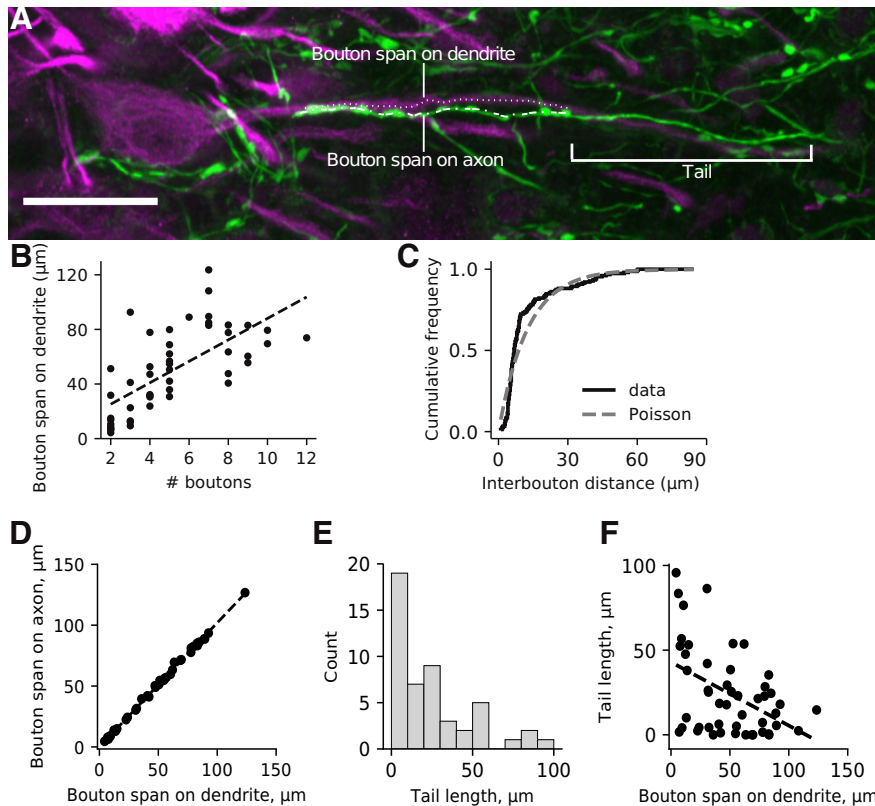 A
Bouton span on dendrite
Bouton span on axon
Tail
B
Bouton span on dendrite (µm)
120
80
40
0
2 4 6 8 10 12
# boutons
C
Cumulative frequency
1.0
0.5
0.0
data
Poisson
0 30 60 90
Interbouton distance (µm)
D
Bouton span on axon, µm
150
100
50
0
0 50 100 150
Bouton span on dendrite, µm
E
Count
20
15
10
5
0
0 50 100
Tail length, µm
F
Tail length, µm
100
50
0
0 50 100 150
Bouton span on dendrite, µm